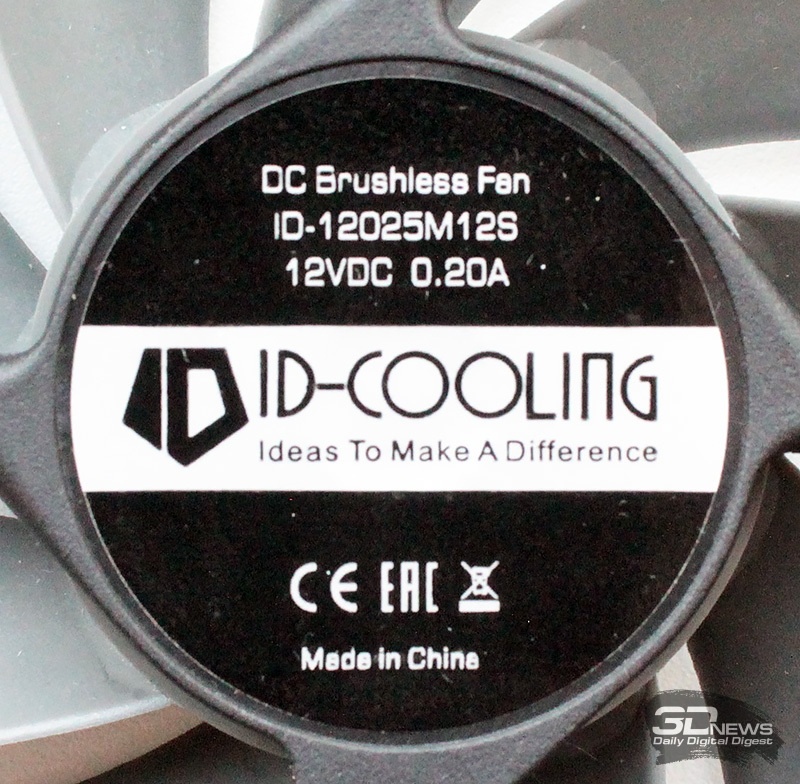 DC Brushless Fan
ID-12025M12S
12VDC 0.20A
ID ID-COOLING
Ideas To Make A Difference
CE EAC
Made in China
3DNEWS
Daily Digital Digest